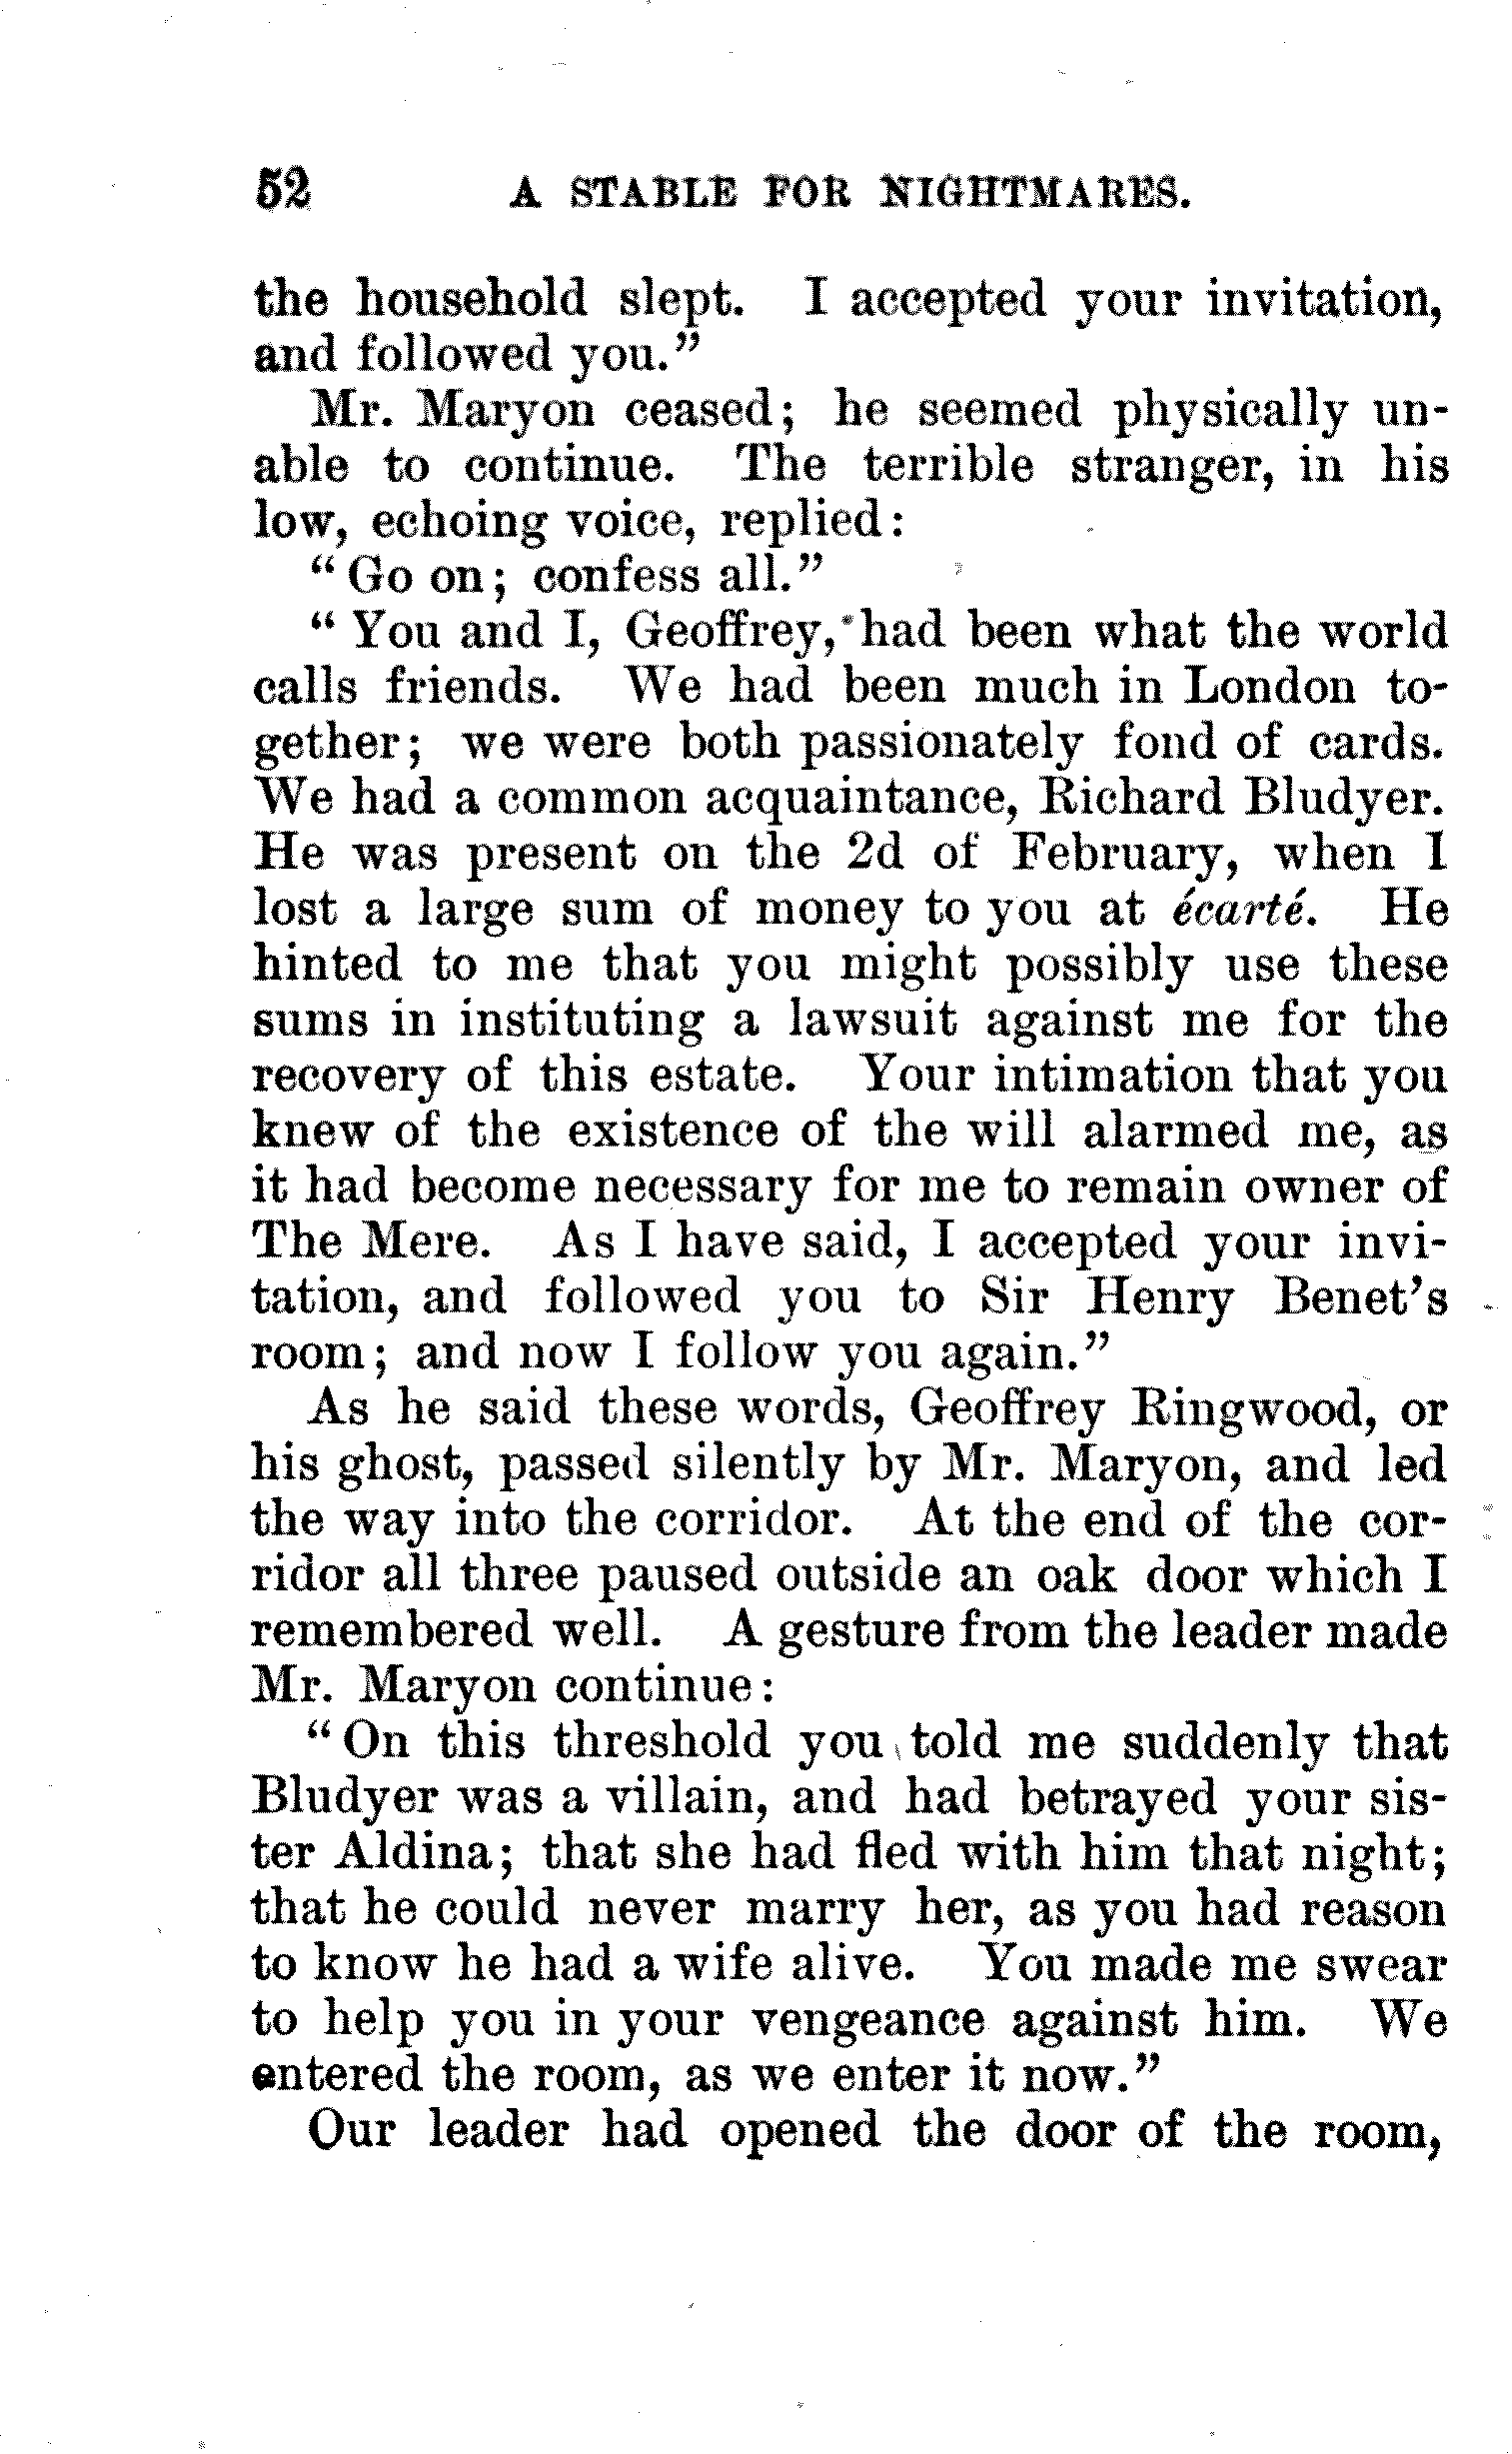 52 A STABLE FOR NIGHTMARES.
the household slept. I accepted your invitation,
and followed you."
Mr. Maryon ceased; he seemed physically un-
able to continue. The terrible stranger, in his
low, echoing voice, replied:
"Go on; confess all."
"You and I, Geoffrey, had been what the world
calls friends. We had been much in London to-
gether; we were both passionately fond of cards.
We had a common acquaintance, Richard Bludyer.
He was present on the 2d of February, when I
lost a large sum of money to you at écarté. He
hinted to me that you might possibly use these
sums in instituting a lawsuit against me for the
recovery of this estate. Your intimation that you
knew of the existence of the will alarmed me, as
it had become necessary for me to remain owner of
The Mere. As I have said, I accepted your invi-
tation, and followed you to Sir Henry Benet's
room; and now I follow you again."
As he said these words, Geoffrey Ringwood, or
his ghost, passed silently by Mr. Maryon, and led
the way into the corridor. At the end of the cor-
ridor all three paused outside an oak door which I
remembered well. A gesture from the leader made
Mr. Maryon continue:
"On this threshold you told me suddenly that
Bludyer was a villain, and had betrayed your sis-
ter Aldina; that she had fled with him that night;
that he could never marry her, as you had reason
to know he had a wife alive. You made me swear
to help you in your vengeance against him. We
entered the room, as we enter it now."
Our leader had opened the door of the room,